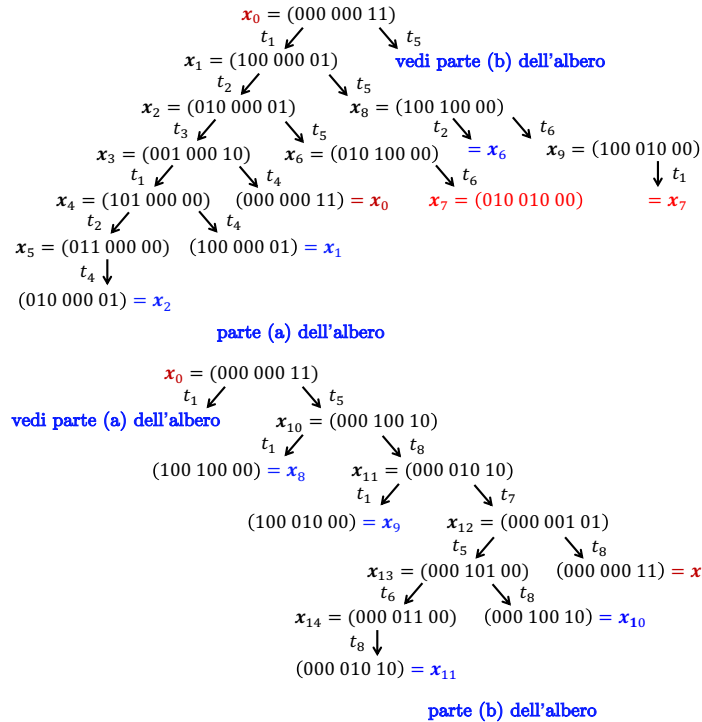 x₀ = (000 000 11)
t₁ t₅
x₁ = (100 000 01) vedi parte (b) dell'albero
t₂ t₅
x₂ = (010 000 01) x₈ = (100 100 00)
t₃ t₅ t₂ t₆
x₃ = (001 000 10) x₆ = (010 100 00) = x₆ x₉ = (100 010 00)
t₁ t₄ t₆ t₁
x₄ = (101 000 00) (000 000 11) = x₀ x₇ = (010 010 00) = x₇
t₂ t₄
x₅ = (011 000 00) (100 000 01) = x₁
t₄
(010 000 01) = x₂
parte (a) dell'albero
x₀ = (000 000 11)
t₁ t₅
vedi parte (a) dell'albero x₁₀ = (000 100 10)
t₁ t₈
(100 100 00) = x₈ x₁₁ = (000 010 10)
t₁ t₇
(100 010 00) = x₉ x₁₂ = (000 001 01)
t₅ t₈
x₁₃ = (000 101 00) (000 000 11) = x
t₆ t₈
x₁₄ = (000 011 00) (000 100 10) = x₁₀
t₈
(000 010 10) = x₁₁
parte (b) dell'albero